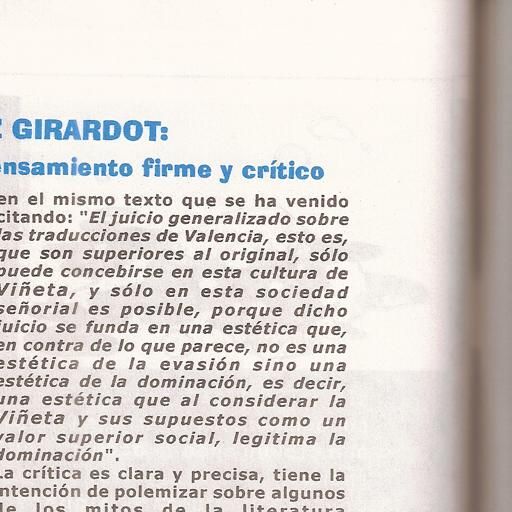 GIRARDOT:
ensamiento firme y crítico
en el mismo texto que se ha venido
citando: "El juicio generalizado sobre
las traducciones de Valencia, esto es,
que son superiores al original, sólo
puede concebirse en esta cultura de
Viñeta, y sólo en esta sociedad
señorial es posible, porque dicho
juicio se funda en una estética que,
en contra de lo que parece, no es una
estética de la evasión sino una
estética de la dominación, es decir,
una estética que al considerar la
Viñeta y sus supuestos como un
valor superior social, legitima la
dominación".
La crítica es clara y precisa, tiene la
intención de polemizar sobre algunos
de los mitos de la literatura